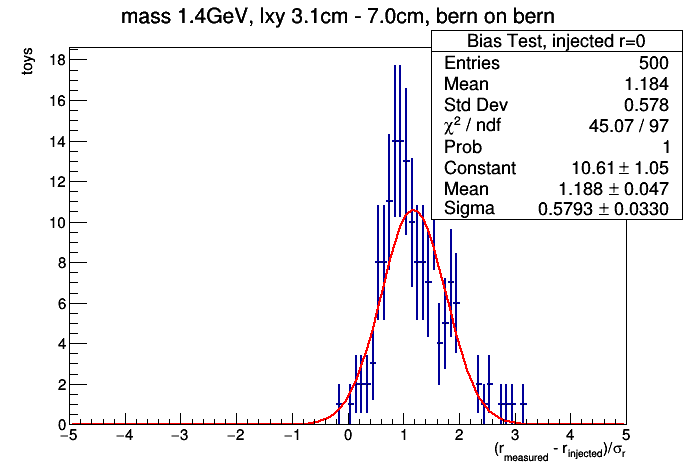 mass 1.4GeV, lxy 3.1cm - 7.0cm, bern on bern
toys
Bias Test, injected r=0
Entries 500
Mean 1.184
Std Dev 0.578
χ² / ndf 45.07 / 97
Prob 1
Constant 10.61 ± 1.05
Mean 1.188 ± 0.047
Sigma 0.5793 ± 0.0330
18
16
14
12
10
8
6
4
2
0
−5 −4 −3 −2 −1 0 1 2 3 4 5
(r_measured - r_injected)/σ_r